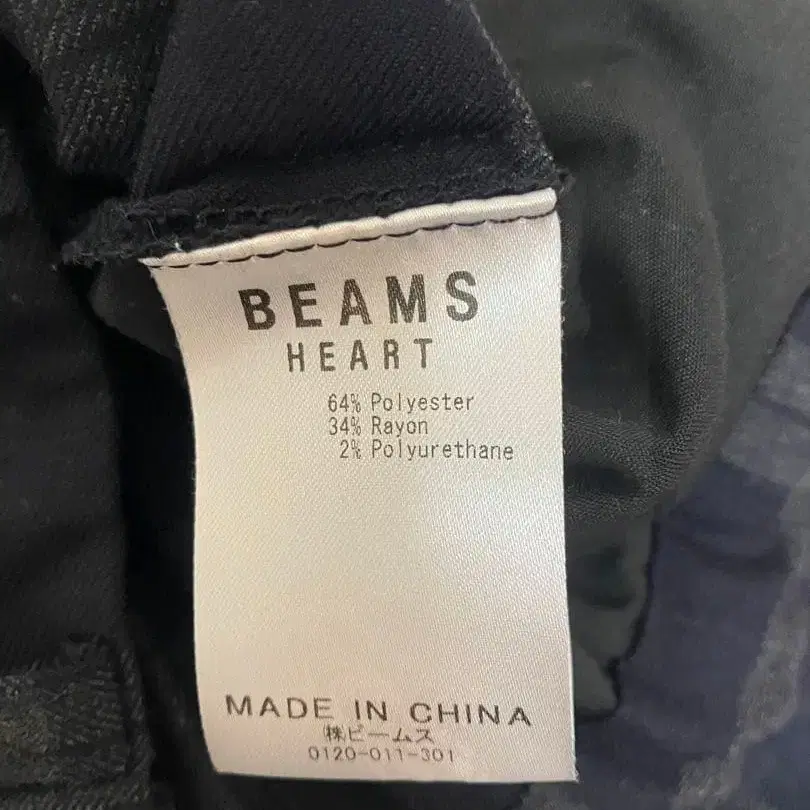 BEAMS
HEART
64% Polyester
34% Rayon
2% Polyurethane
MADE IN CHINA
㈱ビームス
0120-011-301